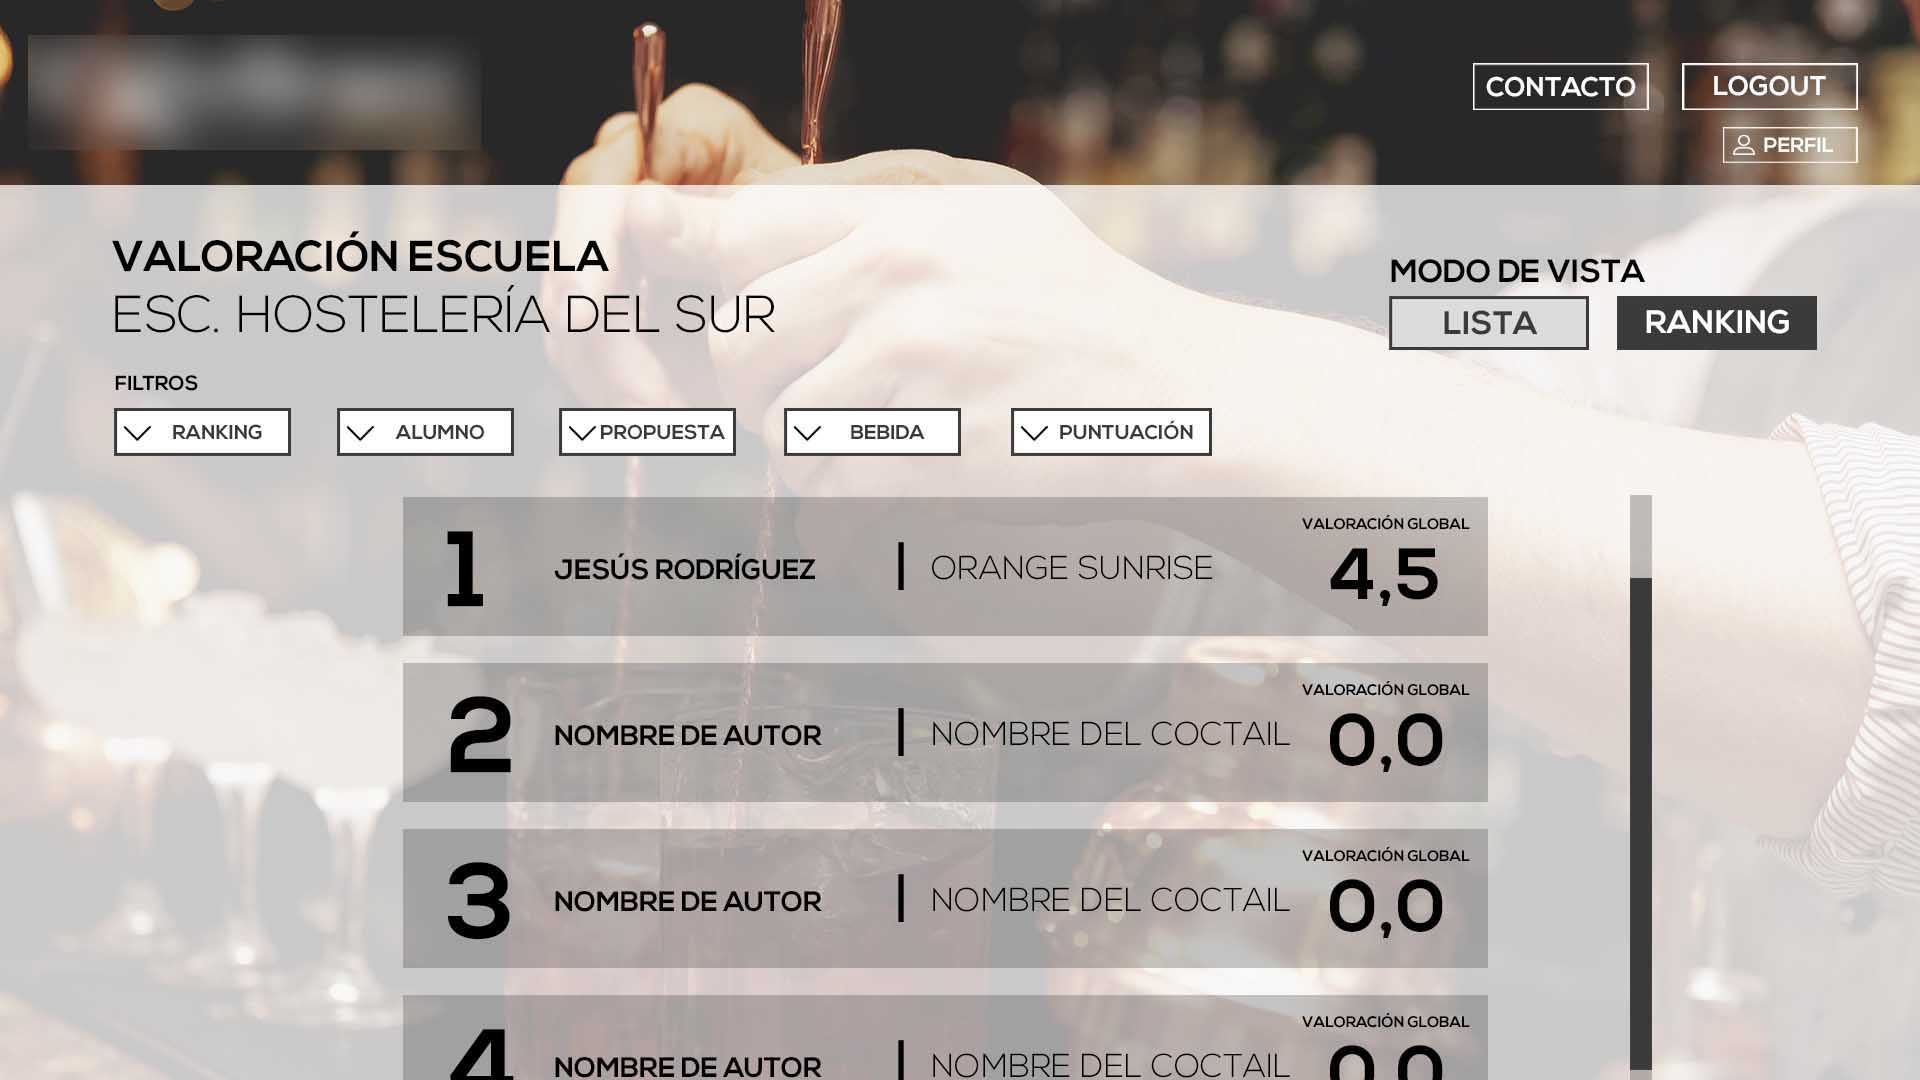 CONTACTO
LOGOUT
PERFIL
VALORACIÓN ESCUELA
ESC. HOSTELERÍA DEL SUR
MODO DE VISTA
LISTA
RANKING
FILTROS
RANKING
ALUMNO
PROPUESTA
BEBIDA
PUNTUACIÓN
1
JESÚS RODRÍGUEZ
ORANGE SUNRISE
VALORACIÓN GLOBAL
4,5
2
NOMBRE DE AUTOR
NOMBRE DEL COCTAIL
VALORACIÓN GLOBAL
0,0
3
NOMBRE DE AUTOR
NOMBRE DEL COCTAIL
VALORACIÓN GLOBAL
0,0
4
NOMBRE DE AUTOR
NOMBRE DEL COCTAIL
VALORACIÓN GLOBAL
0,0